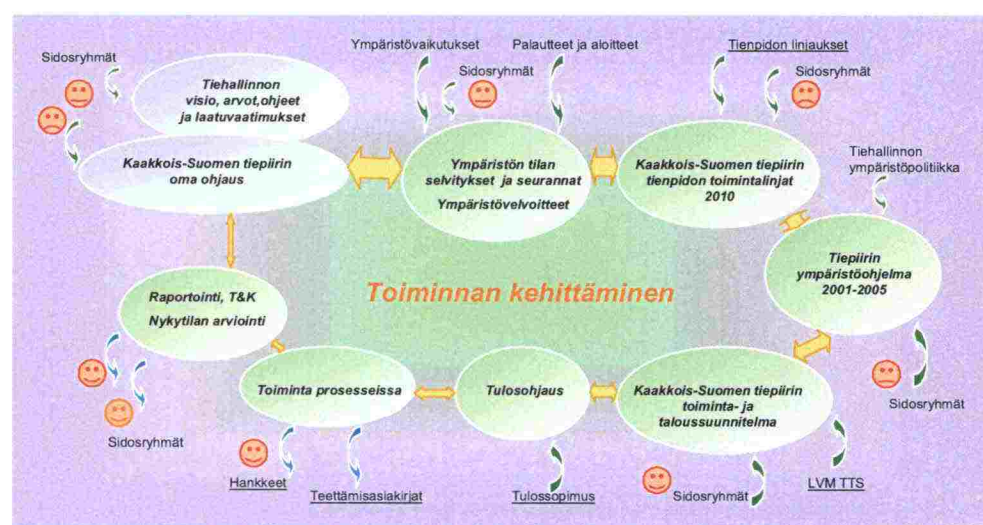 Sidosryhmät
Tiehallinnon
visio, arvot,ohjeet
ja laatuvaatimukset
Kaakkois-Suomen tiepiirin
oma ohjaus
Ympäristövaikutukset
Sidosryhmät
Palautteet ja aloitteet
Ympäristön tilan
selvitykset ja seurannat
Ympäristövelvoitteet
Tienpidon linjaukset
Sidosryhmät
Kaakkois-Suomen tiepiirin
tienpidon toimintalinjat
2010
Tiehallinnon
ympäristöpolitiikka
Tiepiirin
ympäristöohjelma
2001-2005
Toiminnan kehittäminen
Raportointi, T&K
Nykytilan arviointi
Sidosryhmät
Toiminta prosesseissa
Hankkeet
Teettämisasiakirjat
Tulosohjaus
Tulossopimus
Kaakkois-Suomen tiepiirin
toiminta- ja
taloussuunnitelma
Sidosryhmät
LVM TTS
Sidosryhmät